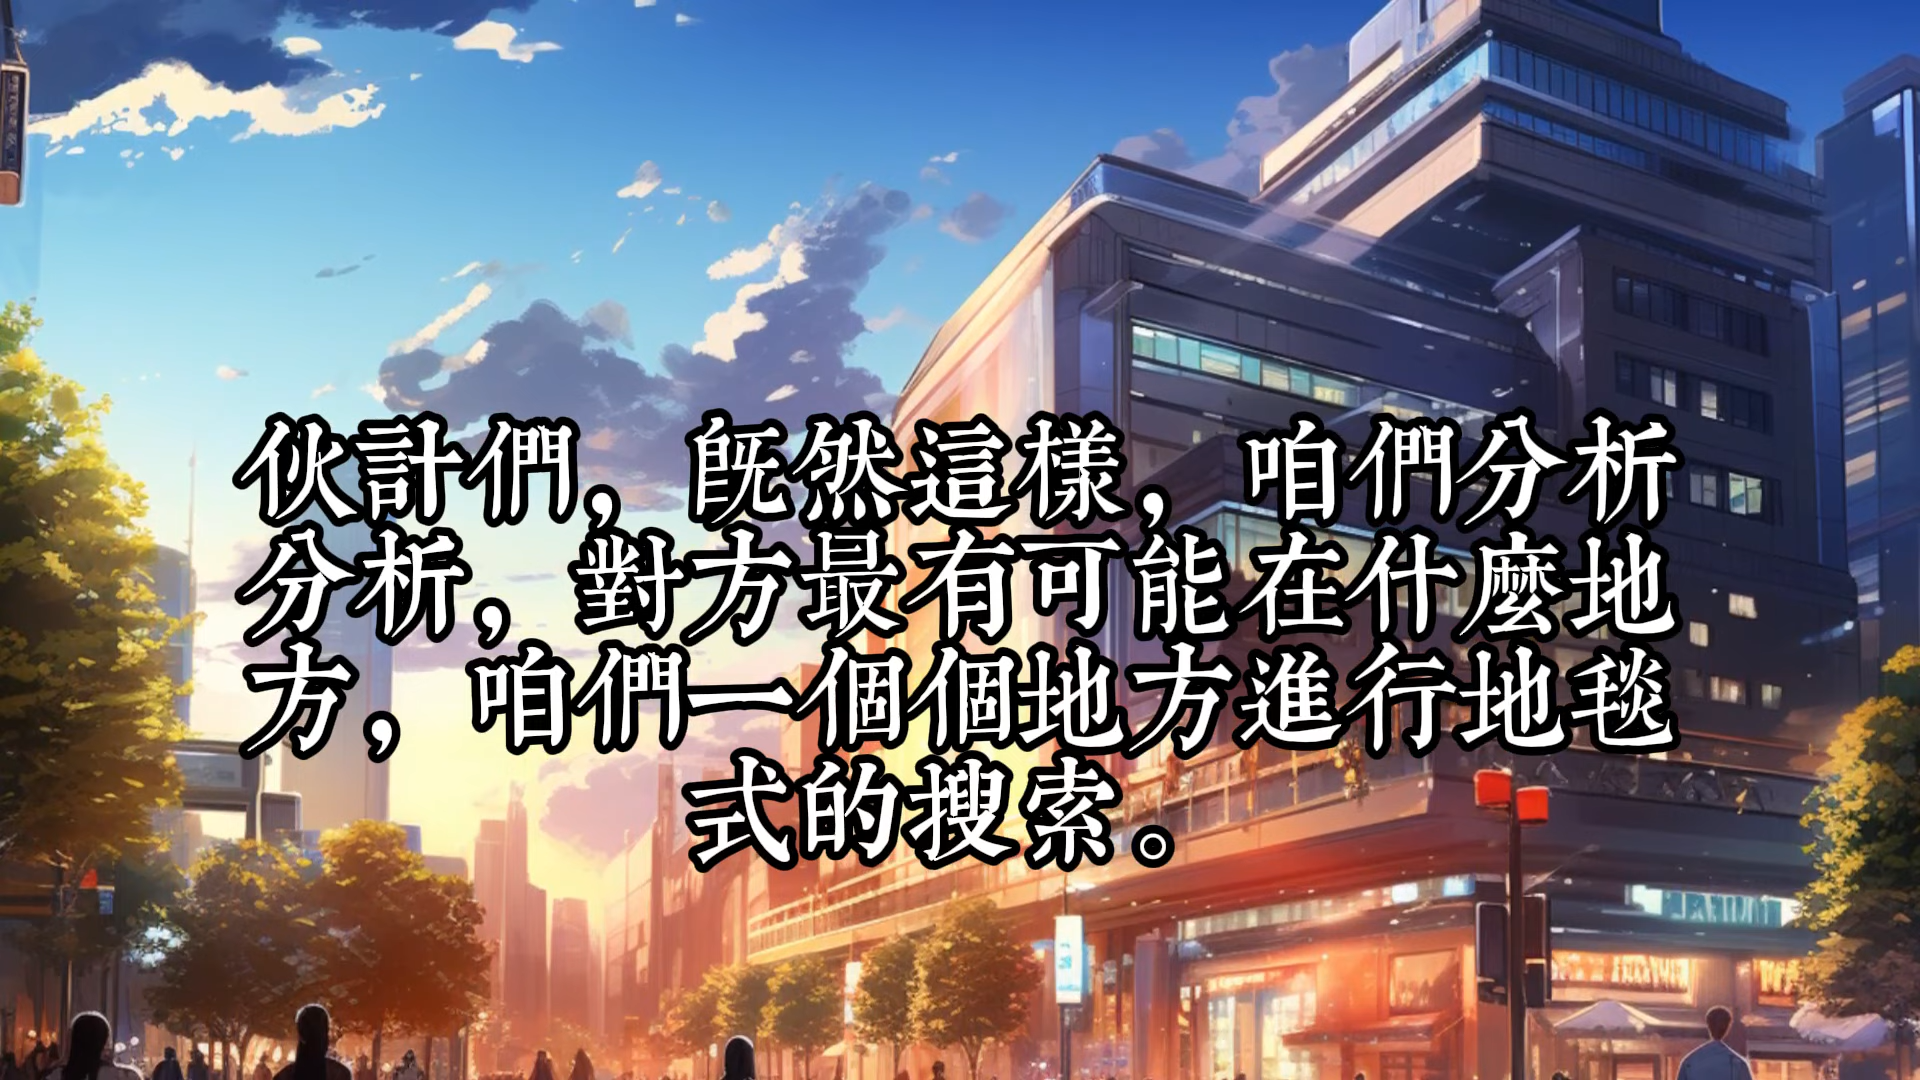 伙計們，既然這樣，咱們分析
分析，對方最有可能在什麼地
方，咱們一個個地方進行地毯
式的搜索。